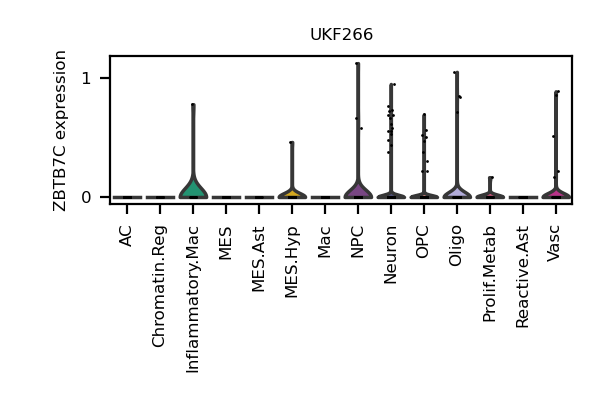 UKF266
ZBTB7C expression
1
0
AC
Chromatin.Reg
Inflammatory.Mac
MES
MES.Ast
MES.Hyp
Mac
NPC
Neuron
OPC
Oligo
Prolif.Metab
Reactive.Ast
Vasc